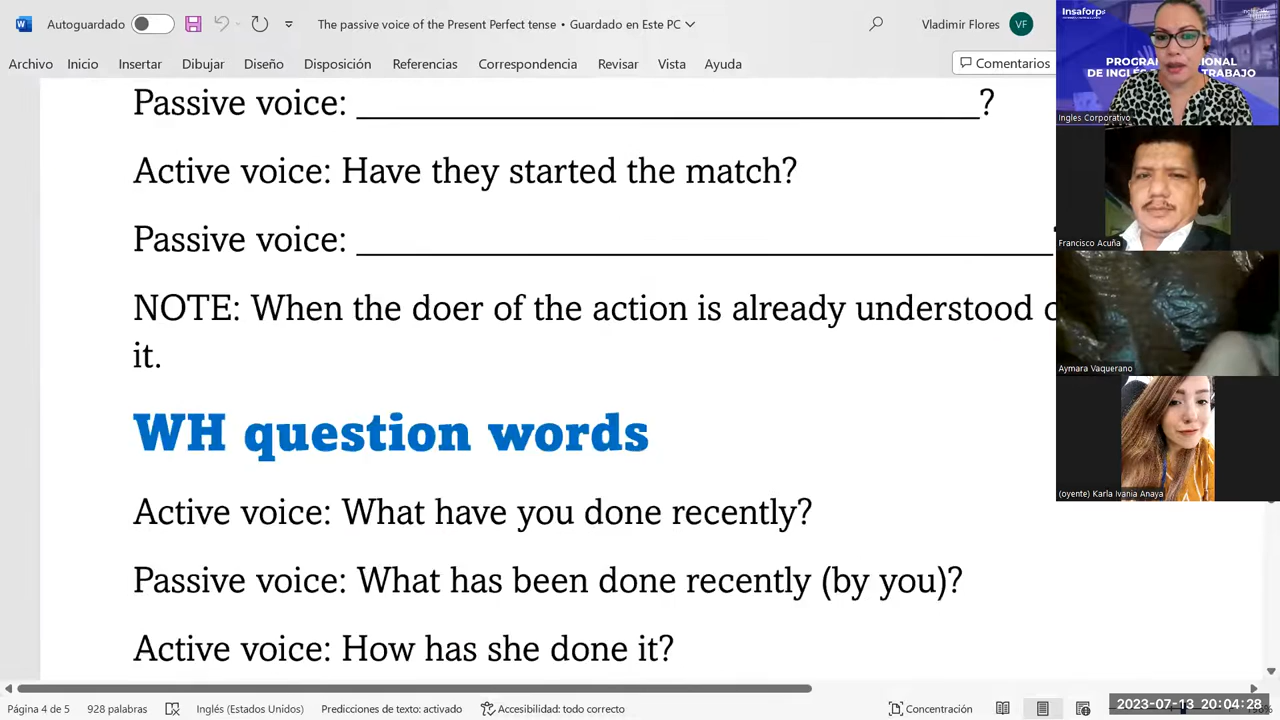 Autoguardado
The passive voice of the Present Perfect tense • Guardado en Este PC
Vladimir Flores
VF
Archivo Inicio Insertar Dibujar Diseño Disposición Referencias Correspondencia Revisar Vista Ayuda
Comentarios
Passive voice: ?
Active voice: Have they started the match?
Passive voice:
NOTE: When the doer of the action is already understood
it.
WH question words
Active voice: What have you done recently?
Passive voice: What has been done recently (by you)?
Active voice: How has she done it?
Insaforp
Ingles Corporativo
Francisco Acuña
Aymara Vaquerano
(oyente) Karla Ivania Anaya
Página 4 de 5 928 palabras Inglés (Estados Unidos) Predicciones de texto: activado Accesibilidad: todo correcto Concentración
2023-07-13 20:04:28